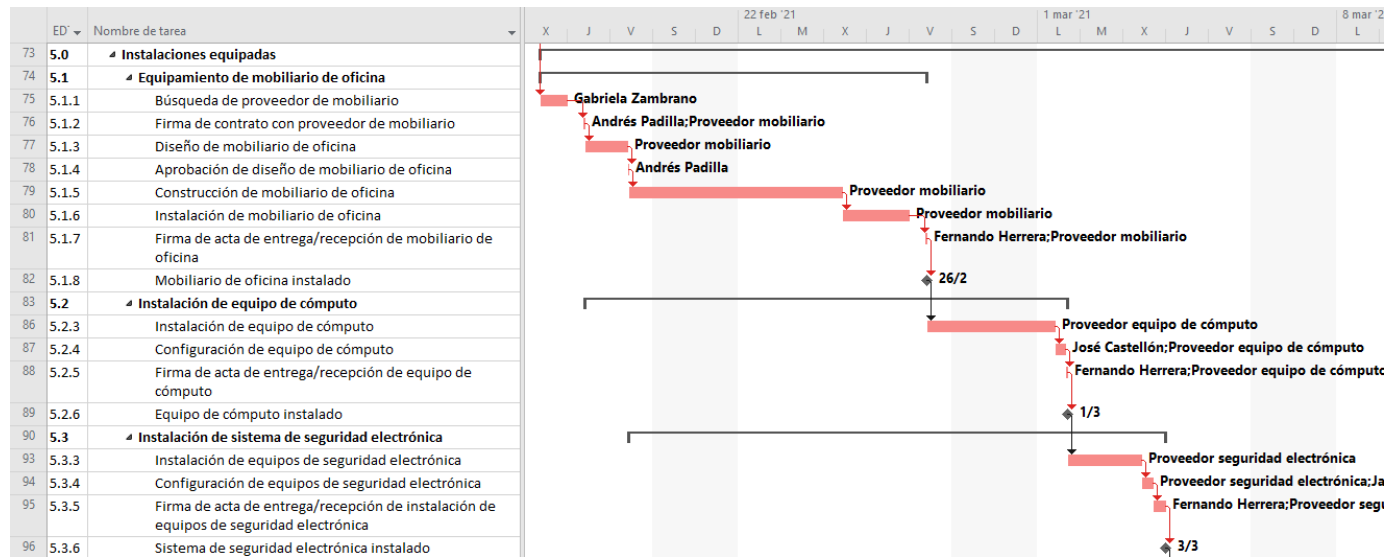 22 feb '21 1 mar '21 8 mar '2
ED Nombre de tarea X J V S D L M X J V S D L M X J V S D L
73 5.0 Instalaciones equipadas
74 5.1 Equipamiento de mobiliario de oficina
75 5.1.1 Búsqueda de proveedor de mobiliario Gabriela Zambrano
76 5.1.2 Firma de contrato con proveedor de mobiliario Andrés Padilla;Proveedor mobiliario
77 5.1.3 Diseño de mobiliario de oficina Proveedor mobiliario
78 5.1.4 Aprobación de diseño de mobiliario de oficina Andrés Padilla
79 5.1.5 Construcción de mobiliario de oficina Proveedor mobiliario
80 5.1.6 Instalación de mobiliario de oficina Proveedor mobiliario
81 5.1.7 Firma de acta de entrega/recepción de mobiliario de Fernando Herrera;Proveedor mobiliario
oficina
82 5.1.8 Mobiliario de oficina instalado 26/2
83 5.2 Instalación de equipo de cómputo
86 5.2.3 Instalación de equipo de cómputo Proveedor equipo de cómputo
87 5.2.4 Configuración de equipo de cómputo José Castellón;Proveedor equipo de cómputo
88 5.2.5 Firma de acta de entrega/recepción de equipo de Fernando Herrera;Proveedor equipo de cómputo
cómputo
89 5.2.6 Equipo de cómputo instalado 1/3
90 5.3 Instalación de sistema de seguridad electrónica
93 5.3.3 Instalación de equipos de seguridad electrónica Proveedor seguridad electrónica
94 5.3.4 Configuración de equipos de seguridad electrónica Proveedor seguridad electrónica;Ja
95 5.3.5 Firma de acta de entrega/recepción de instalación de Fernando Herrera;Proveedor segu
equipos de seguridad electrónica
96 5.3.6 Sistema de seguridad electrónica instalado 3/3